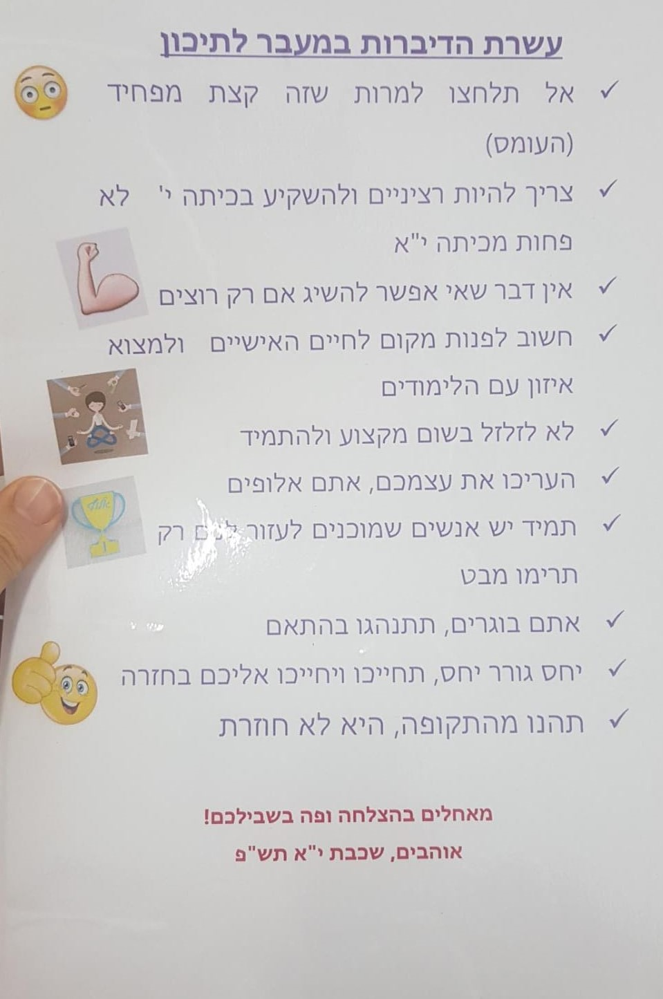 עשרת הדיברות במעבר לתיכון
אל תלחצו למרות שזה קצת מפחיד
(העומס)
צריך להיות רציניים ולהשקיע בכיתה י' לא
פחות מכיתה י"א
אין דבר שאי אפשר להשיג אם רק רוצים
חשוב לפנות מקום לחיים האישיים ולמצוא
איזון עם הלימודים
לא לזלזל בשום מקצוע ולהתמיד
העריכו את עצמכם, אתם אלופים
תמיד יש אנשים שמוכנים לעזור לכם רק
תרימו מבט
אתם בוגרים, תתנהגו בהתאם
יחס גורר יחס, תחייכו ויחייכו אליכם בחזרה
תהנו מהתקופה, היא לא חוזרת
מאחלים בהצלחה ופה בשבילכם!
אוהבים, שכבת י"א תש"פ